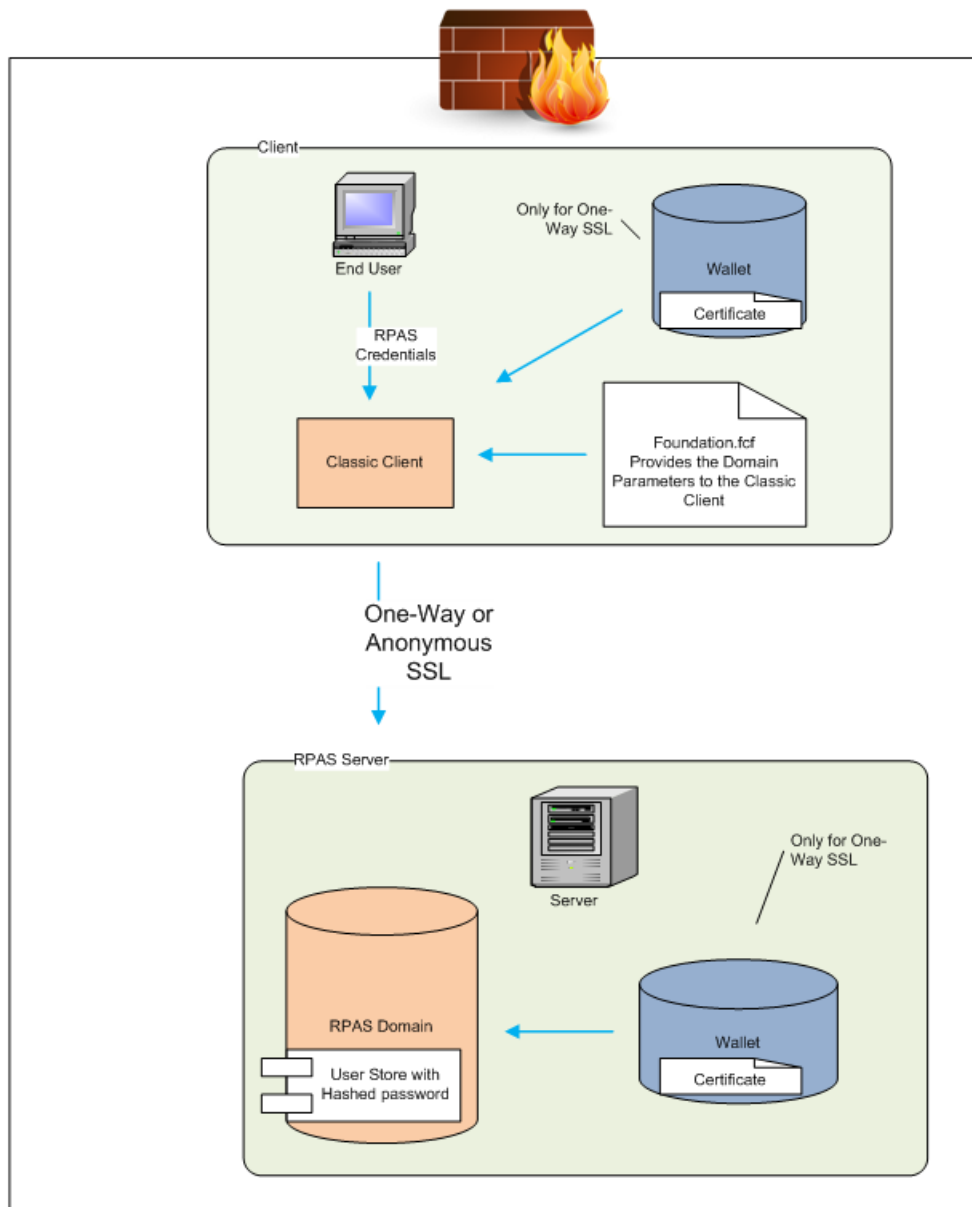 Client
Only for One-
Way SSL
End User
Wallet
Certificate
RPAS
Credentials
Classic Client
Foundation.fcf
Provides the Domain
Parameters to the Classic
Client
One-Way or
Anonymous
SSL
RPAS Server
Server
Only for One-
Way SSL
RPAS Domain
User Store with
Hashed password
Wallet
Certificate